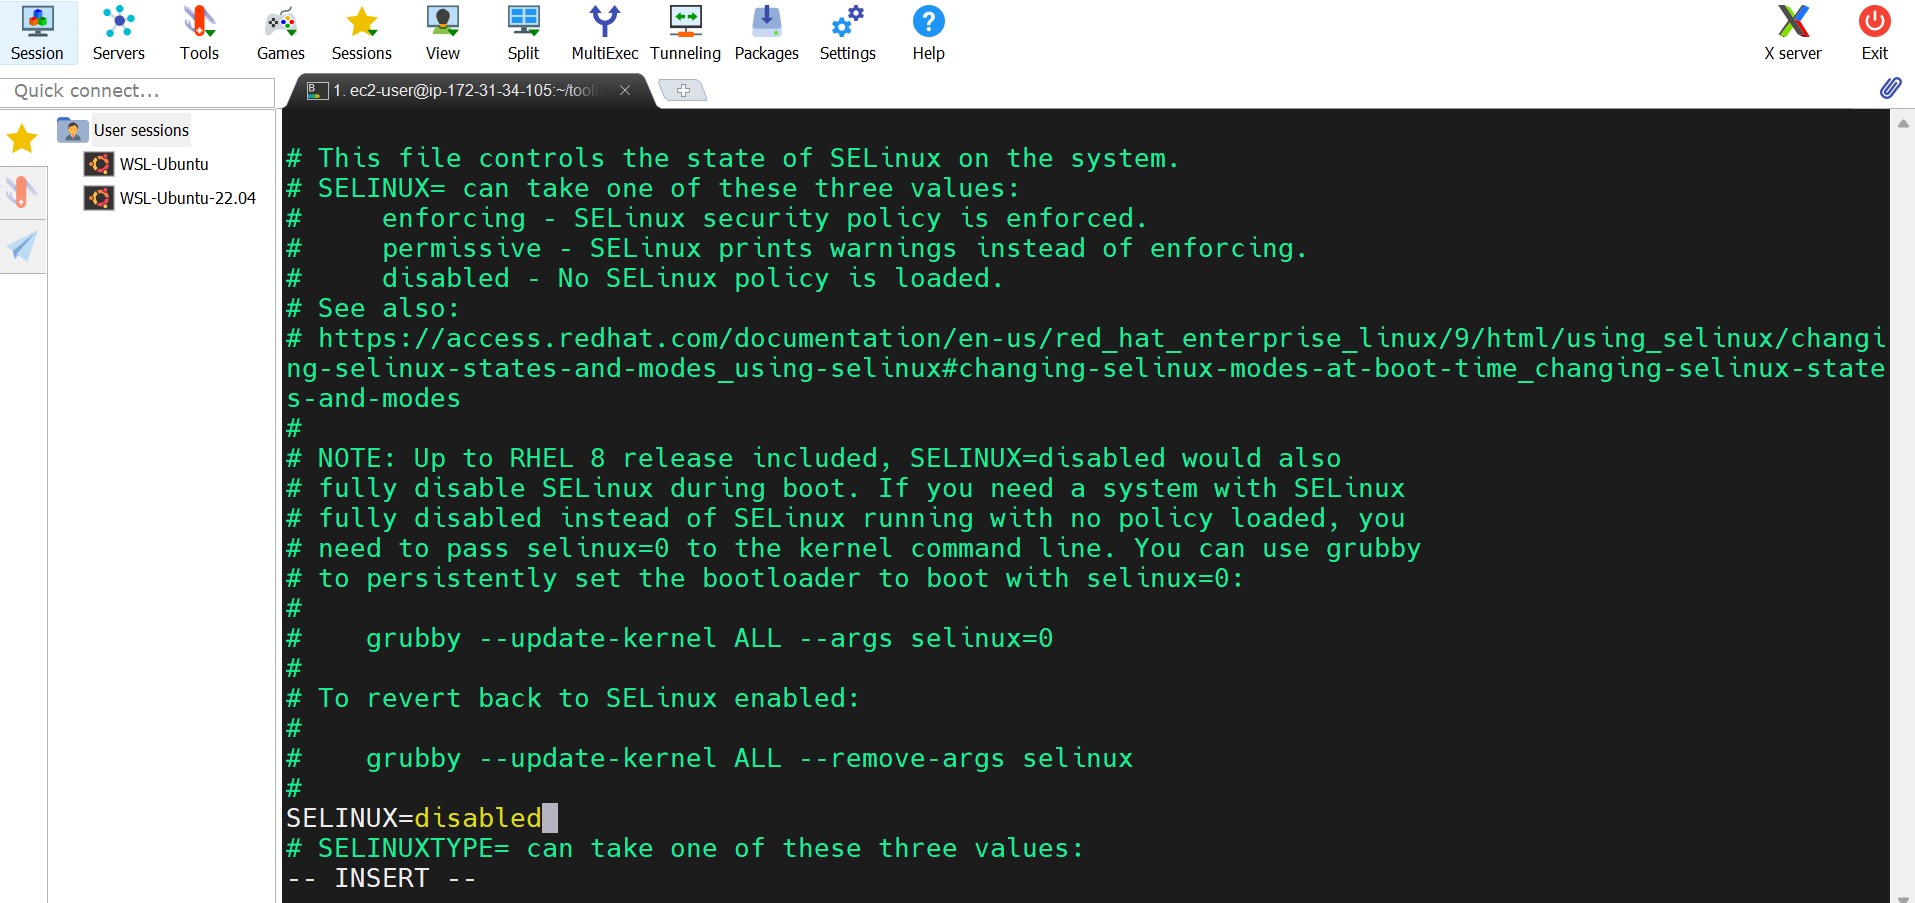 Session
Servers
Tools
Games
Sessions
View
Split
MultiExec
Tunneling
Packages
Settings
Help
X server
Exit
Quick connect...
1. ec2-user@ip-172-31-34-105:~/tooli
User sessions
WSL-Ubuntu
WSL-Ubuntu-22.04
# This file controls the state of SELinux on the system.
# SELINUX= can take one of these three values:
#     enforcing - SELinux security policy is enforced.
#     permissive - SELinux prints warnings instead of enforcing.
#     disabled - No SELinux policy is loaded.
# See also:
# https://access.redhat.com/documentation/en-us/red_hat_enterprise_linux/9/html/using_selinux/changi
ng-selinux-states-and-modes_using-selinux#changing-selinux-modes-at-boot-time_changing-selinux-state
s-and-modes
#
# NOTE: Up to RHEL 8 release included, SELINUX=disabled would also
# fully disable SELinux during boot. If you need a system with SELinux
# fully disabled instead of SELinux running with no policy loaded, you
# need to pass selinux=0 to the kernel command line. You can use grubby
# to persistently set the bootloader to boot with selinux=0:
#
#    grubby --update-kernel ALL --args selinux=0
#
# To revert back to SELinux enabled:
#
#    grubby --update-kernel ALL --remove-args selinux
#
SELINUX=disabled
# SELINUXTYPE= can take one of these three values:
-- INSERT --